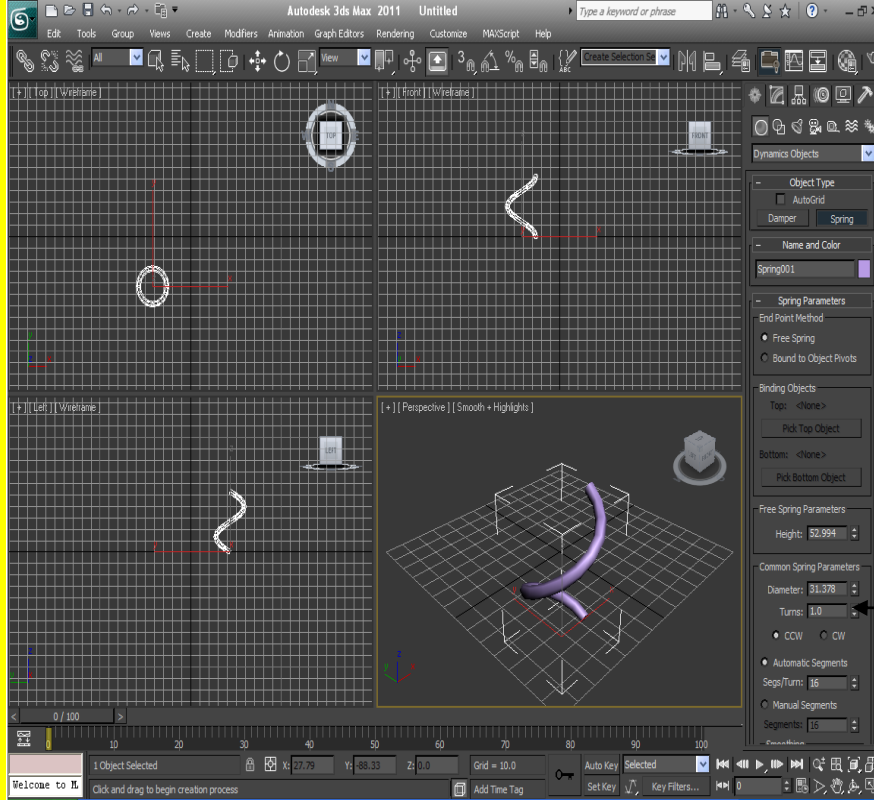 Autodesk 3ds Max 2011 Untitled
Type a keyword or phrase
Edit Tools Group Views Create Modifiers Animation Graph Editors Rendering Customize MAXScript Help
All
View
3
ABC
Create Selection Se
[ + ] [ Top ] [ Wireframe ]
[ + ] [ Front ] [ Wireframe ]
TOP
FRONT
Dynamics Objects
- Object Type
AutoGrid
Damper Spring
- Name and Color
Spring001
- Spring Parameters
End Point Method
Free Spring
Bound to Object Pivots
Binding Objects
Top: <None>
Pick Top Object
Bottom: <None>
Pick Bottom Object
Free Spring Parameters
Height: 52.994
Common Spring Parameters
Diameter: 31.378
Turns: 1.0
CCW CW
Automatic Segments
Segs/Turn: 16
Manual Segments
Segments: 16
Smoothing
[ + ] [ Left ] [ Wireframe ]
[ + ] [ Perspective ] [ Smooth + Highlights ]
LEFT
< 0 / 100 >
0 10 20 30 40 50 60 70 80 90 100
1 Object Selected X: 27.79 Y: -88.33 Z: 0.0 Grid = 10.0 Auto Key Selected
Welcome to M Click and drag to begin creation process Add Time Tag Set Key Key Filters... 0